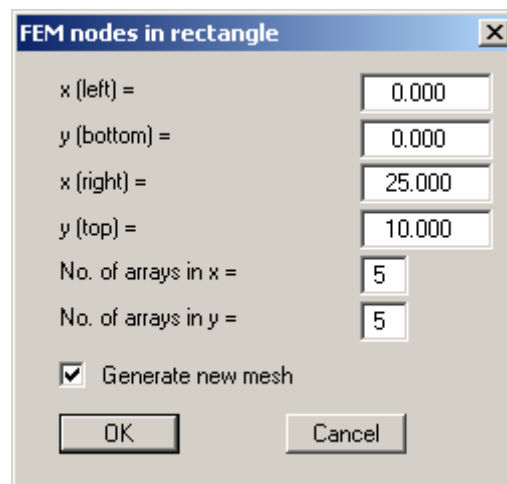 FEM nodes in rectangle
x (left) = 0.000
y (bottom) = 0.000
x (right) = 25.000
y (top) = 10.000
No. of arrays in x = 5
No. of arrays in y = 5
Generate new mesh
OK Cancel